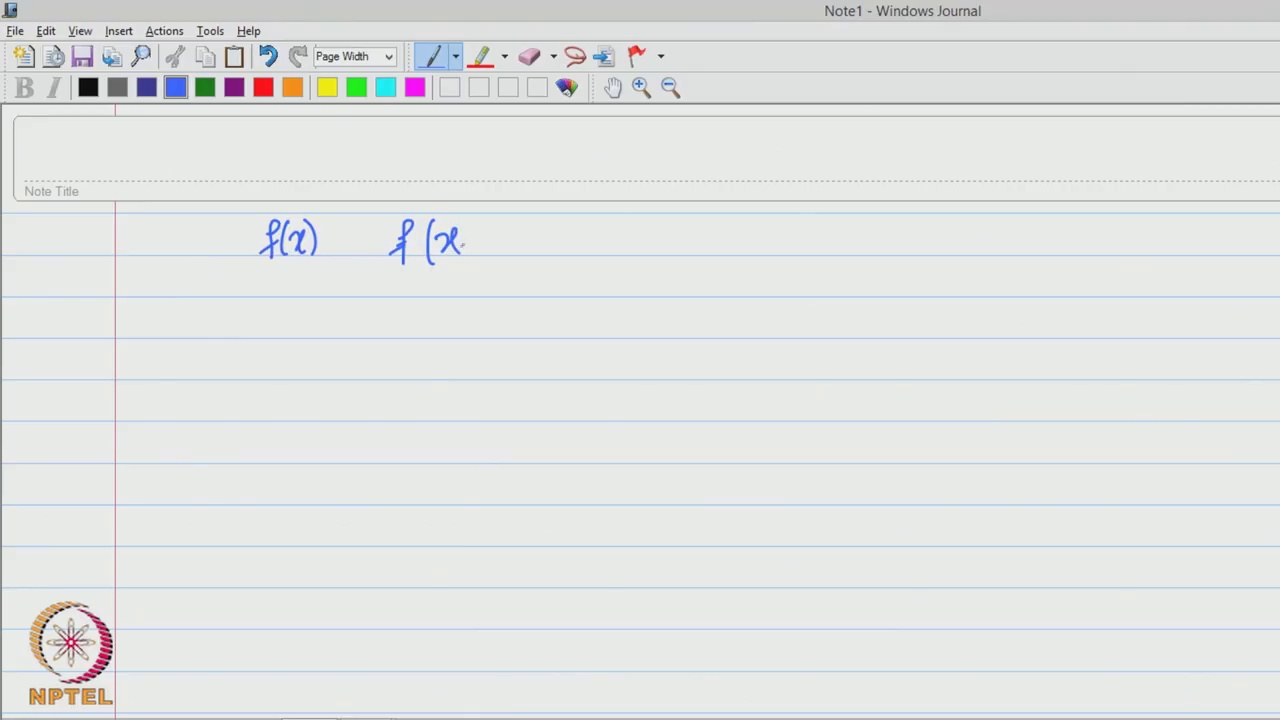 Note1 - Windows Journal
File Edit View Insert Actions Tools Help
Page Width
B I
Note Title
f(x) f(x
NPTEL